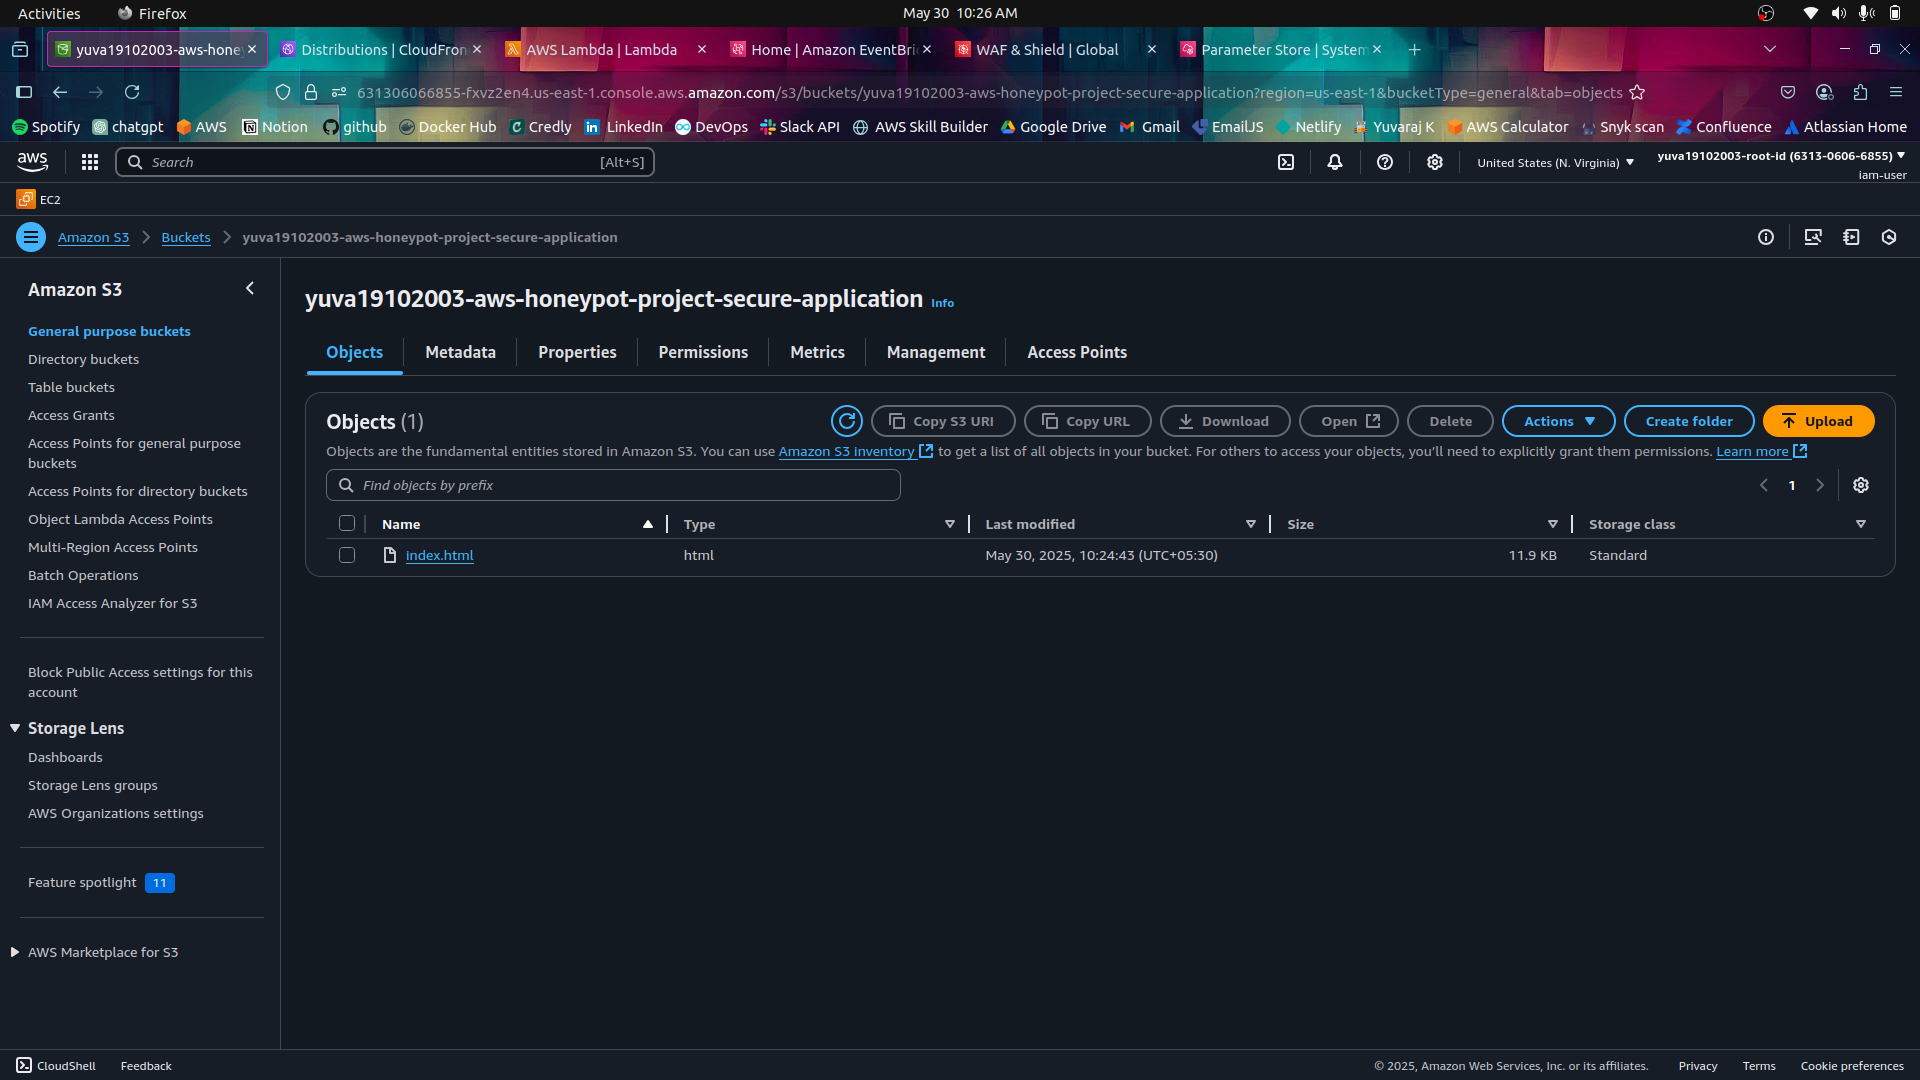 Activities Firefox May 30 10:26 AM
yuva19102003-aws-hone Distributions | CloudFron AWS Lambda | Lambda Home | Amazon EventBri WAF & Shield | Global Parameter Store | System
631306066855-fxvz2en4.us-east-1.console.aws.amazon.com/s3/buckets/yuva19102003-aws-honeypot-project-secure-application?region=us-east-1&bucketType=general&tab=objects
Spotify chatgpt AWS Notion github Docker Hub Credly LinkedIn DevOps Slack API AWS Skill Builder Google Drive Gmail EmailJS Netlify Yuvaraj K AWS Calculator Snyk scan Confluence Atlassian Home
aws Search [Alt+S] United States (N. Virginia) yuva19102003-root-id (6313-0606-6855)
iam-user
EC2
Amazon S3 Buckets yuva19102003-aws-honeypot-project-secure-application
Amazon S3
General purpose buckets
Directory buckets
Table buckets
Access Grants
Access Points for general purpose
buckets
Access Points for directory buckets
Object Lambda Access Points
Multi-Region Access Points
Batch Operations
IAM Access Analyzer for S3
Block Public Access settings for this
account
Storage Lens
Dashboards
Storage Lens groups
AWS Organizations settings
Feature spotlight 11
AWS Marketplace for S3
yuva19102003-aws-honeypot-project-secure-application Info
Objects Metadata Properties Permissions Metrics Management Access Points
Objects (1) Copy S3 URI Copy URL Download Open Delete Actions Create folder Upload
Objects are the fundamental entities stored in Amazon S3. You can use Amazon S3 inventory to get a list of all objects in your bucket. For others to access your objects, you'll need to explicitly grant them permissions. Learn more
Find objects by prefix 1
Name Type Last modified Size Storage class
index.html html May 30, 2025, 10:24:43 (UTC+05:30) 11.9 KB Standard
CloudShell Feedback © 2025, Amazon Web Services, Inc. or its affiliates. Privacy Terms Cookie preferences